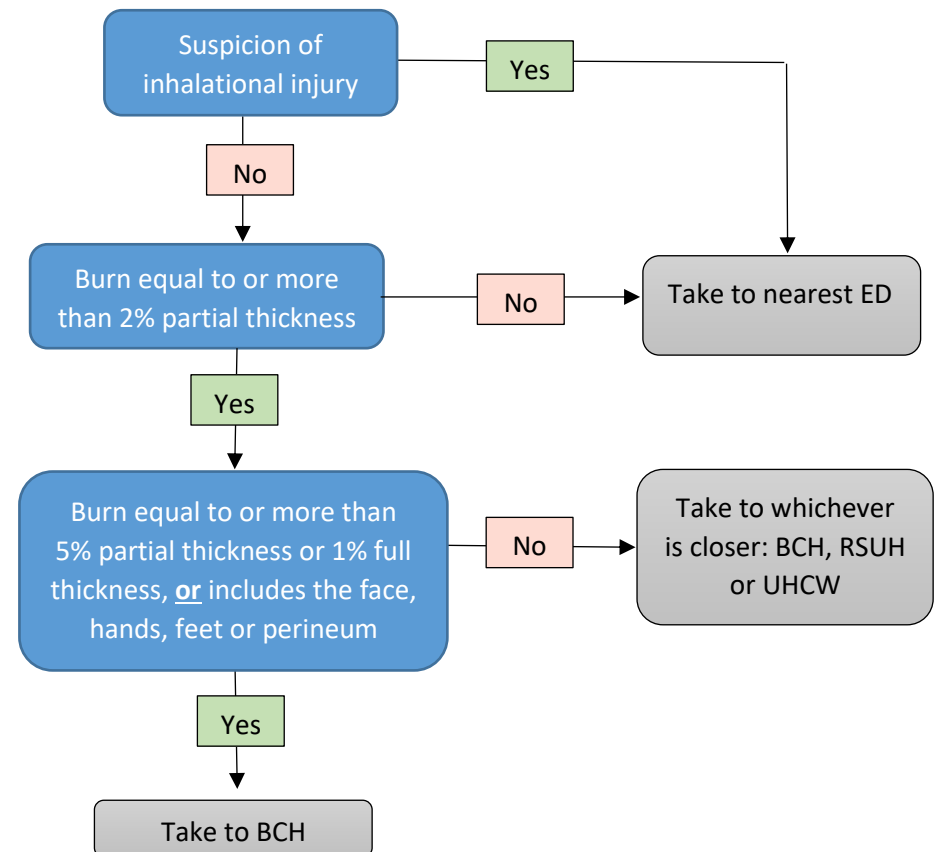 Suspicion of
inhalational injury
Yes
No
Burn equal to or more
than 2% partial thickness
No
Take to nearest ED
Yes
Burn equal to or more than
5% partial thickness or 1% full
thickness, or includes the face,
hands, feet or perineum
No
Take to whichever
is closer: BCH, RSUH
or UHCW
Yes
Take to BCH